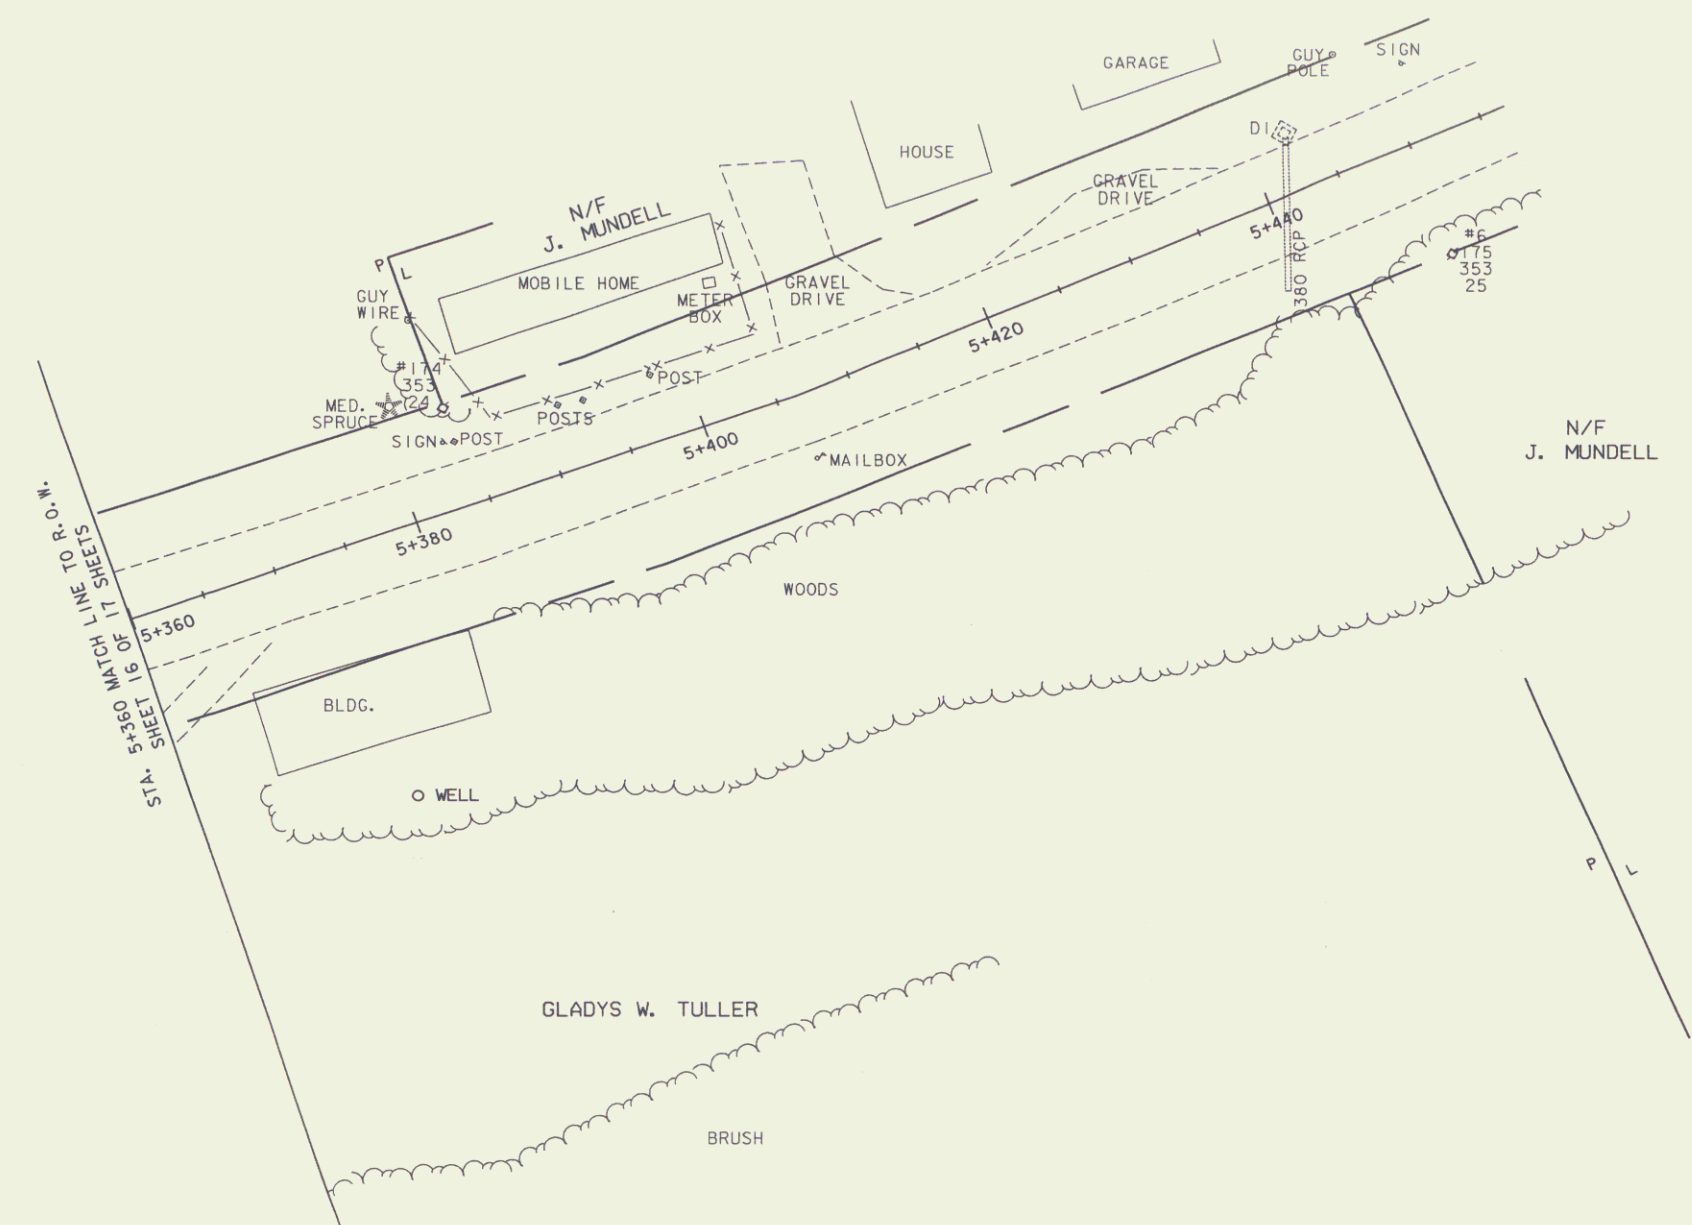 GARAGE
GUY
POLE
SIGN
DI
HOUSE
GRAVEL
DRIVE
N/F
J. MUNDELL
5+440
P L
MOBILE HOME
GRAVEL
DRIVE
380 RCP
#6
175
353
25
GUY
WIRE
METER
BOX
5+420
#174
353
24
POST
MED.
SPRUCE
POSTS
SIGN
POST
5+400
MAILBOX
N/F
J. MUNDELL
5+380
WOODS
5+360
STA. 5+360 MATCH LINE TO R.O.W.
SHEET 16 OF 17 SHEETS
BLDG.
WELL
P L
GLADYS W. TULLER
BRUSH